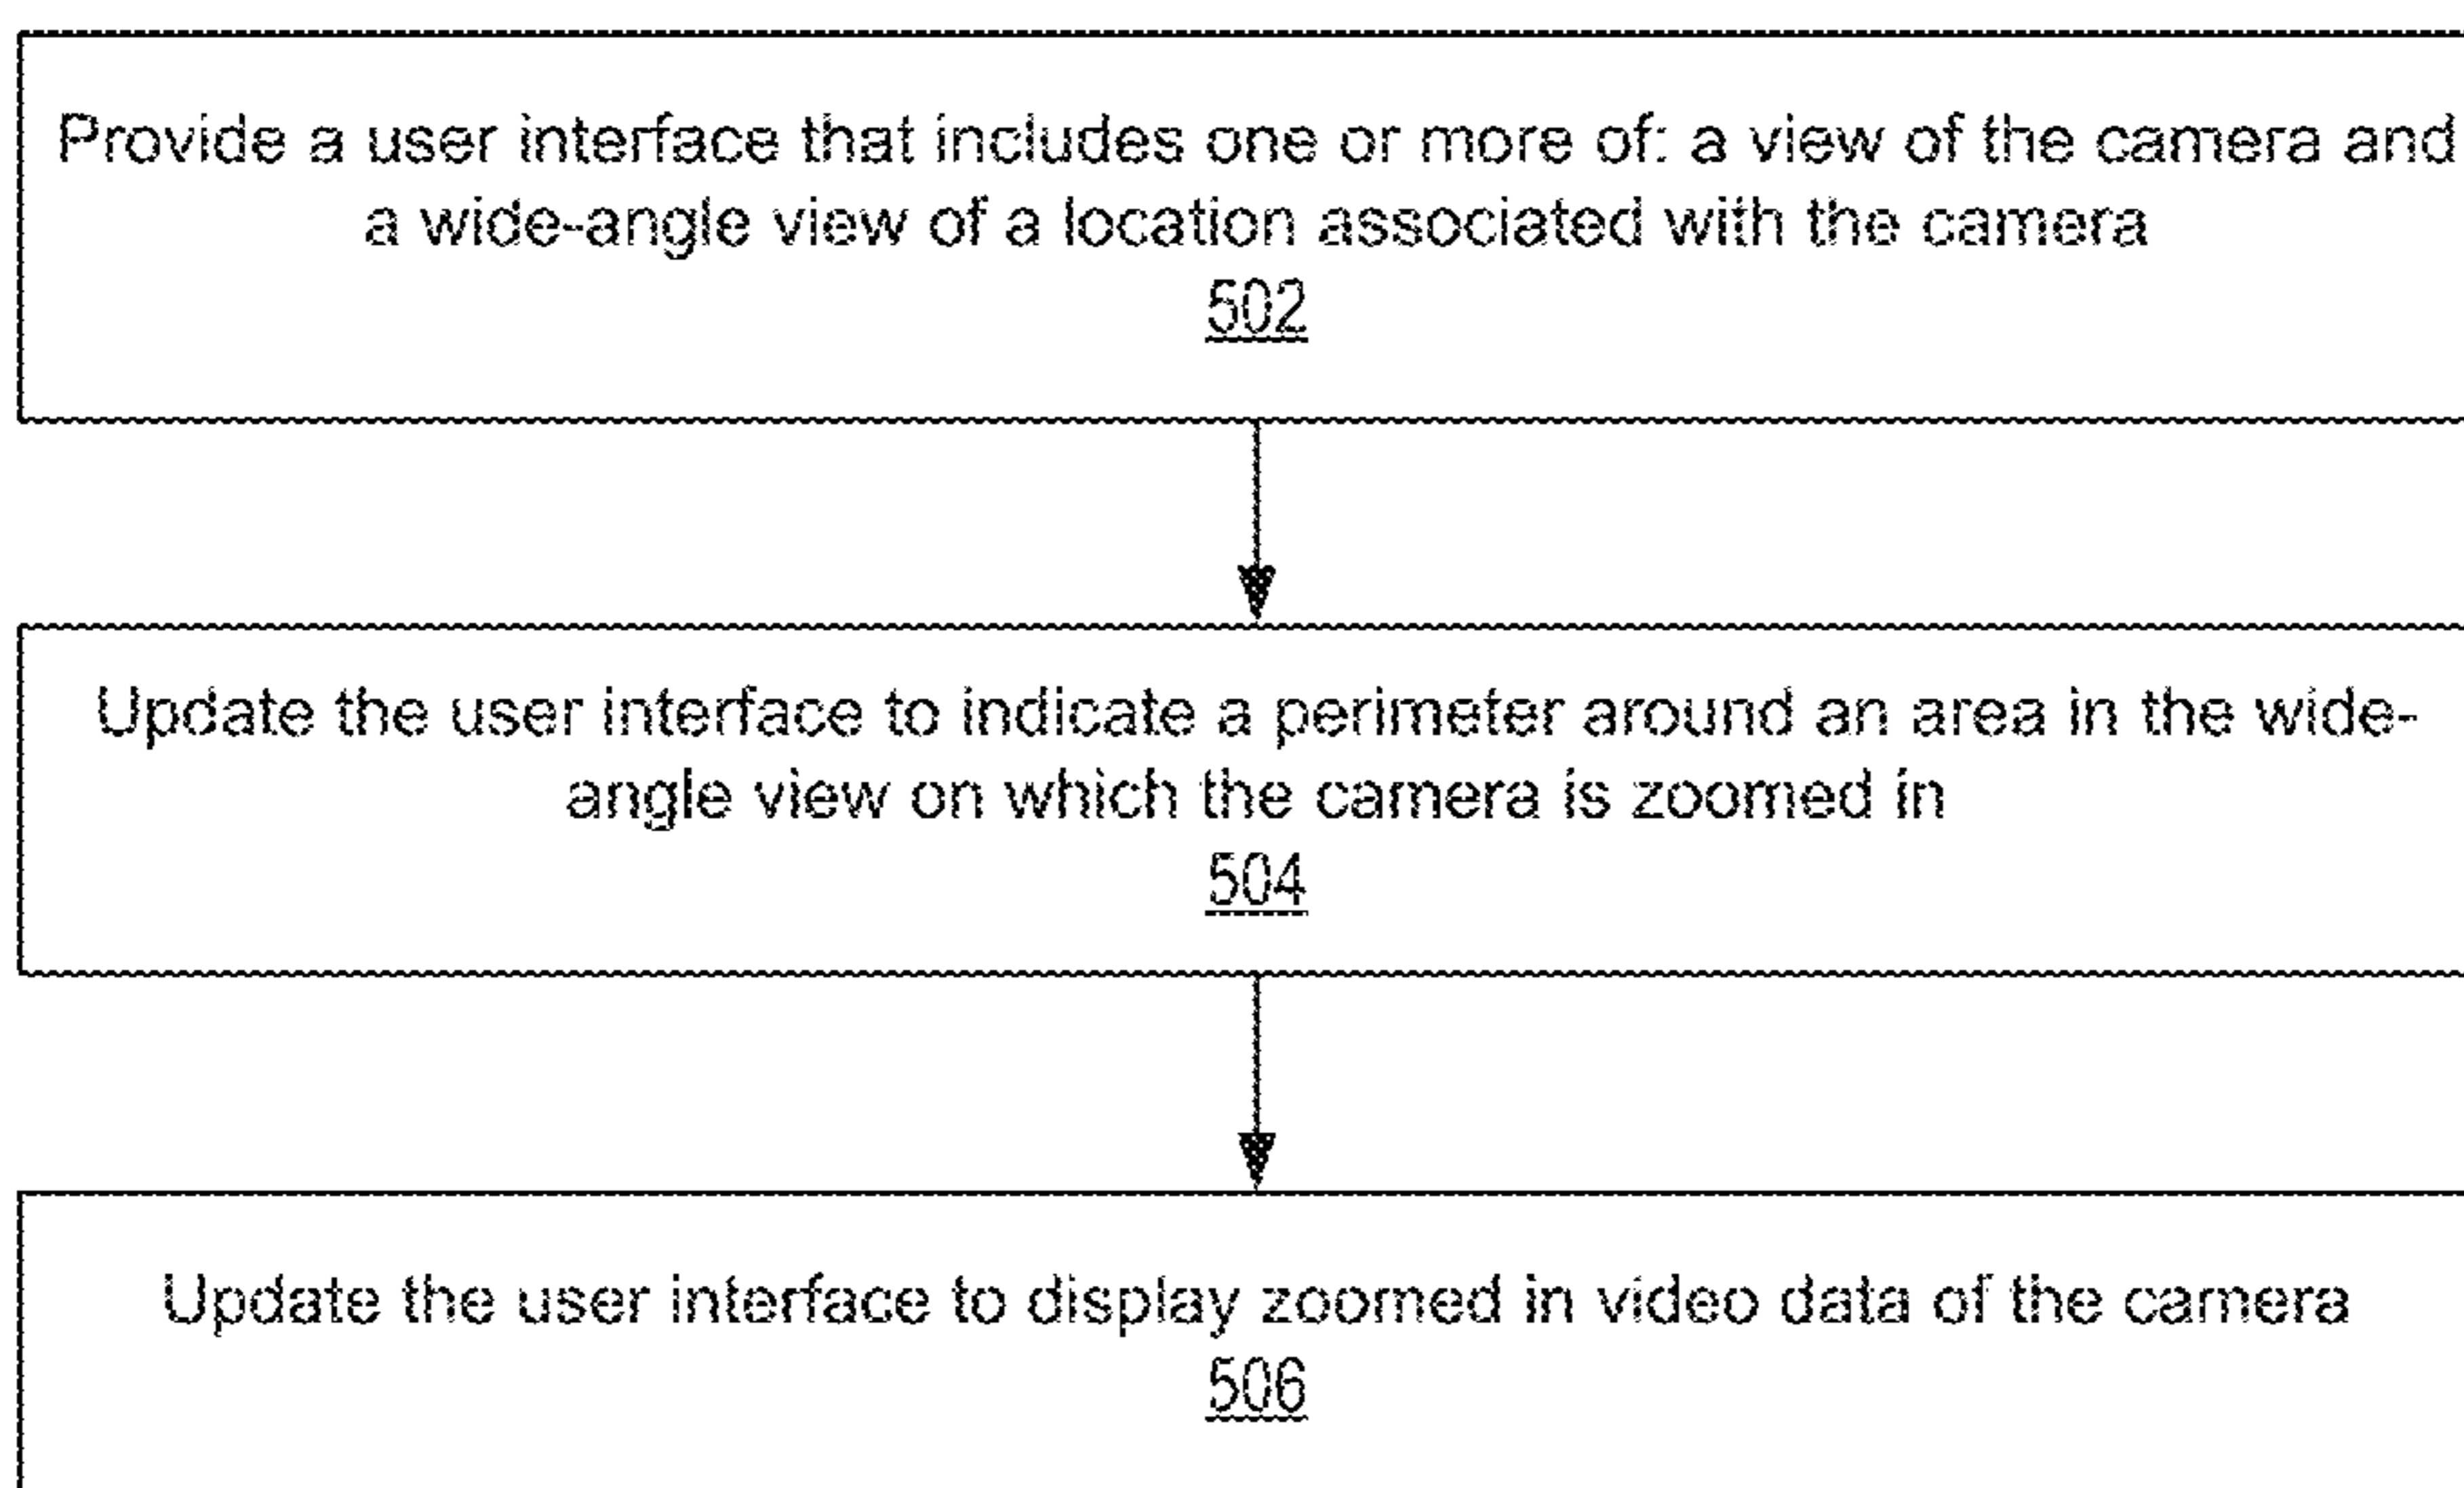 Provide a user interface that includes one or more of: a view of the camera and
a wide-angle view of a location associated with the camera
502
Update the user interface to indicate a perimeter around an area in the wide-
angle view on which the camera is zoomed in
504
Update the user interface to display zoomed in video data of the camera
506